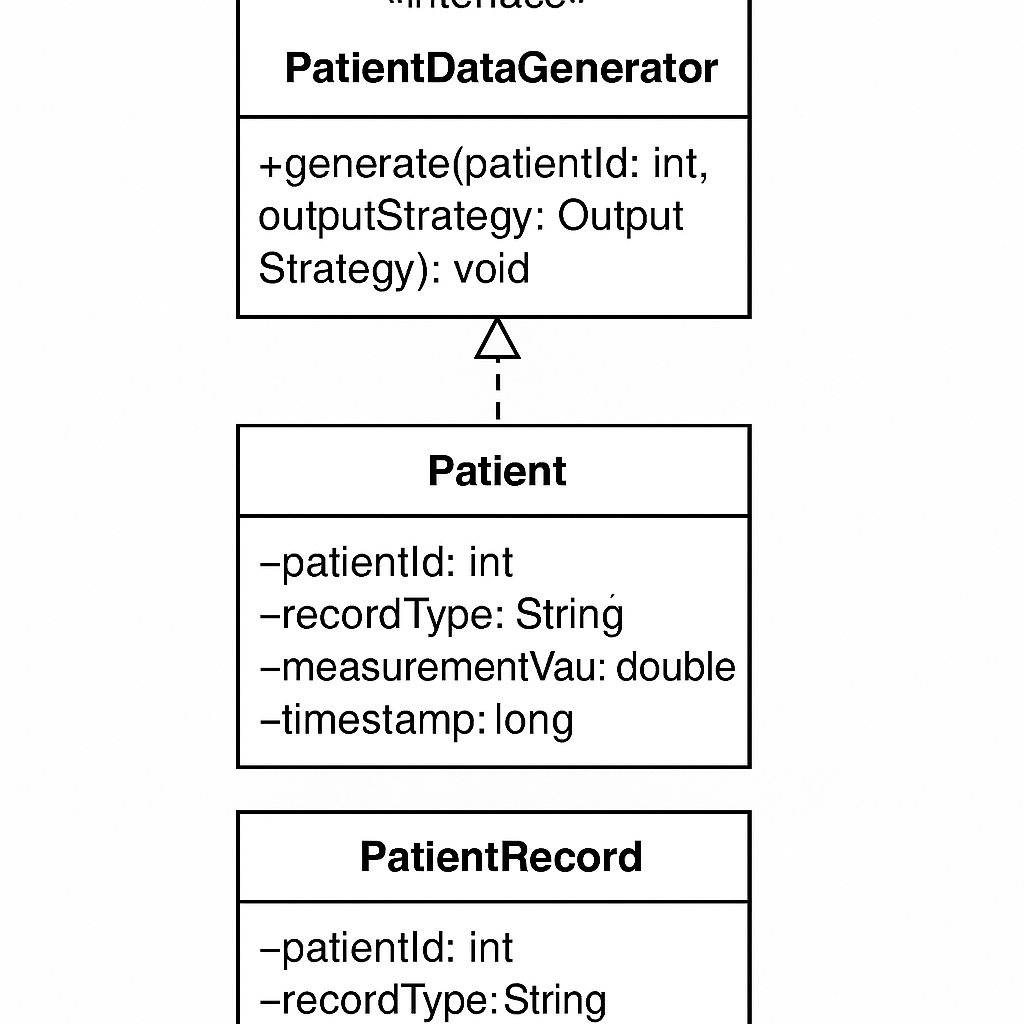 «interface»
PatientDataGenerator
+generate(patientId: int,
outputStrategy: Output
Strategy): void
Patient
–patientId: int
–recordType: String
–measurementVau: double
–timestamp: long
PatientRecord
–patientId: int
–recordType: String